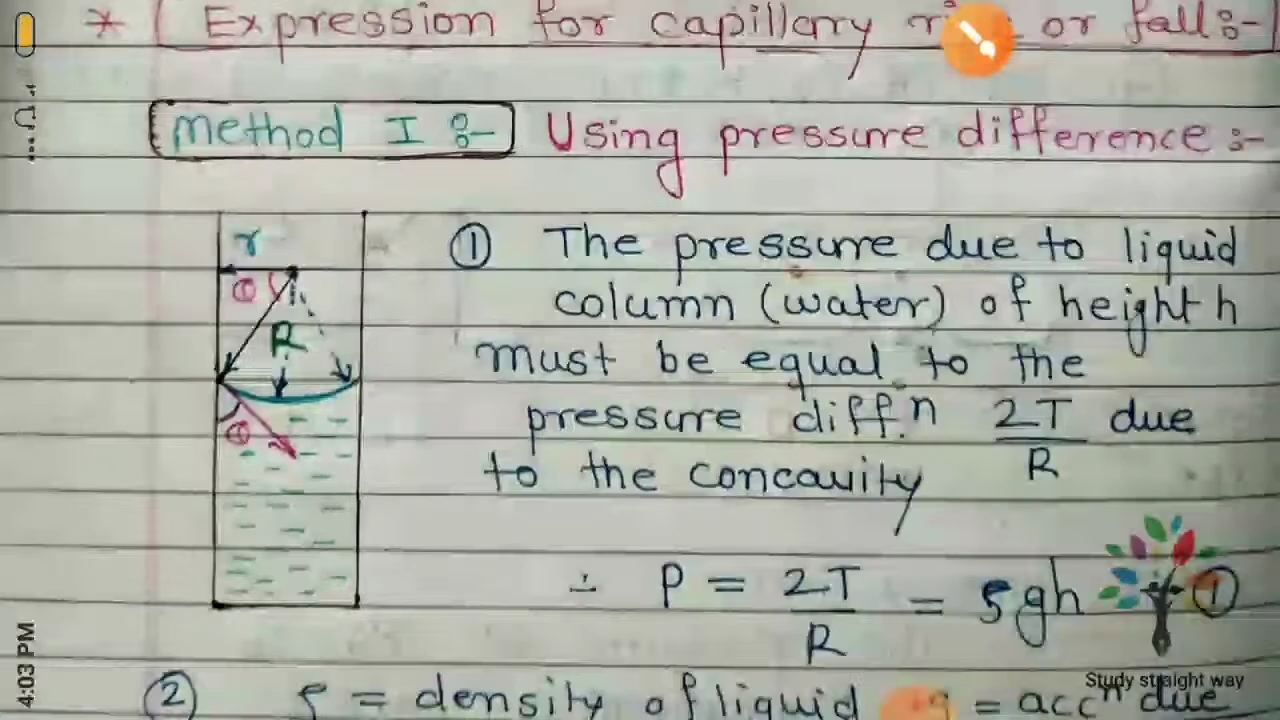 * Expression for capillary or fall:-
Method I :- Using pressure difference :-
r
θ
R
θ
① The pressure due to liquid
column (water) of height h
must be equal to the
pressure diff.n 2T/R due
to the concavity
∴ P = 2T/R = ρgh ①
② ρ = density of liquid g = accⁿ due
Study straight way
4:03 PM